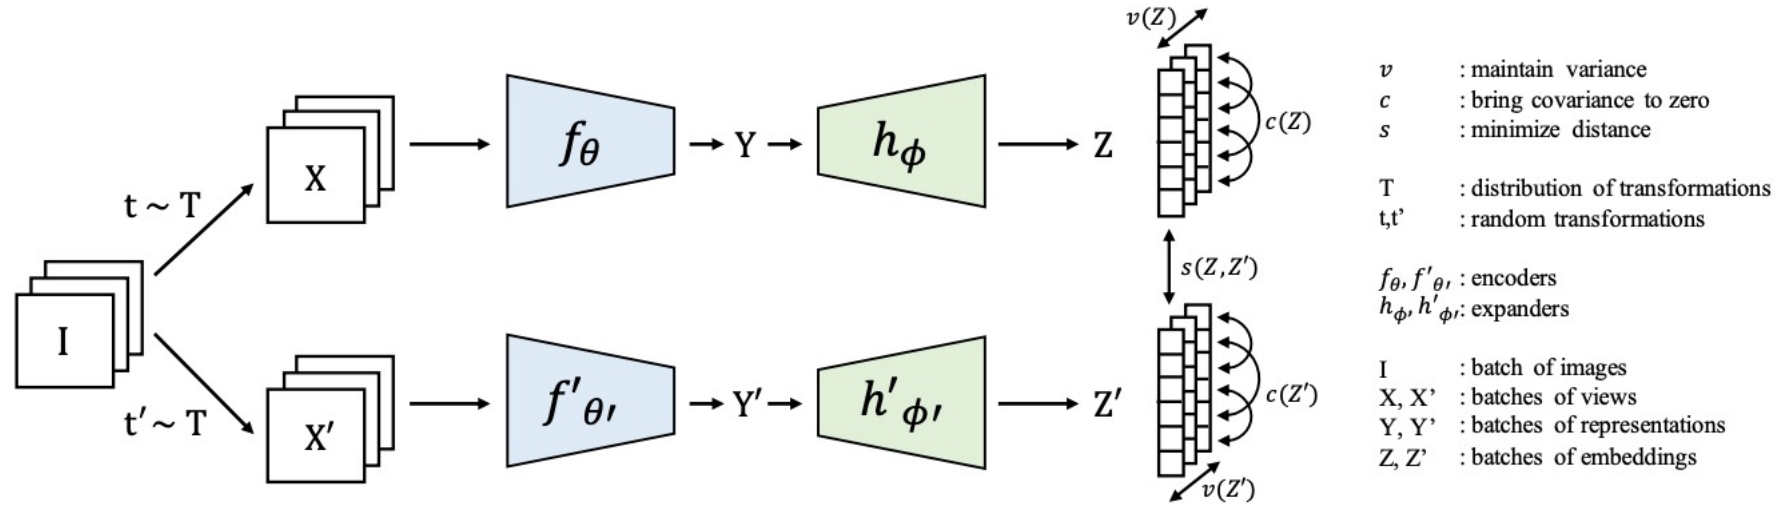 I
t ~ T
t′ ~ T
X
X′
f_θ
f′_θ′
Y
Y′
h_ϕ
h′_ϕ′
Z
Z′
v(Z)
c(Z)
s(Z, Z′)
c(Z′)
v(Z′)
v : maintain variance
c : bring covariance to zero
s : minimize distance
T : distribution of transformations
t,t’ : random transformations
f_θ, f′_θ′ : encoders
h_ϕ, h′_ϕ′ : expanders
I : batch of images
X, X’ : batches of views
Y, Y’ : batches of representations
Z, Z’ : batches of embeddings